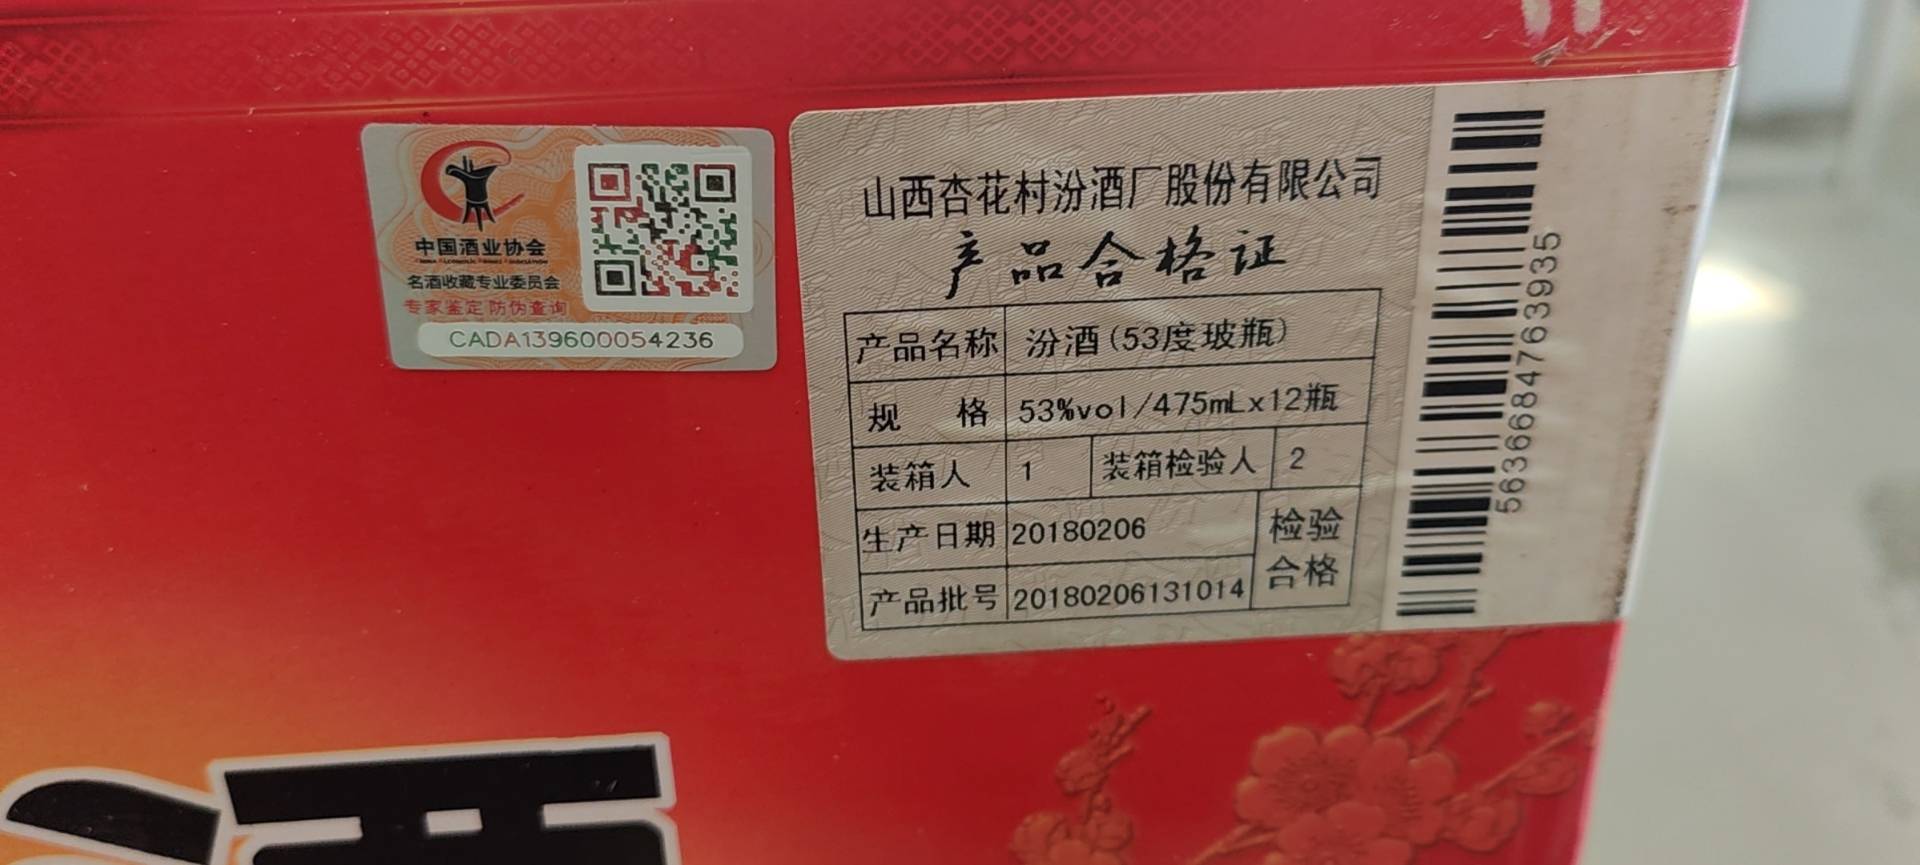 中国酒业协会
名酒收藏专业委员会
专家鉴定 防伪查询
CADA139600054236
山西杏花村汾酒厂股份有限公司
产品合格证
产品名称 汾酒(53度玻瓶)
规 格 53%vol/475mLx12瓶
装箱人 1 装箱检验人 2
生产日期 20180206 检验
产品批号 20180206131014 合格
5636684763935
酒